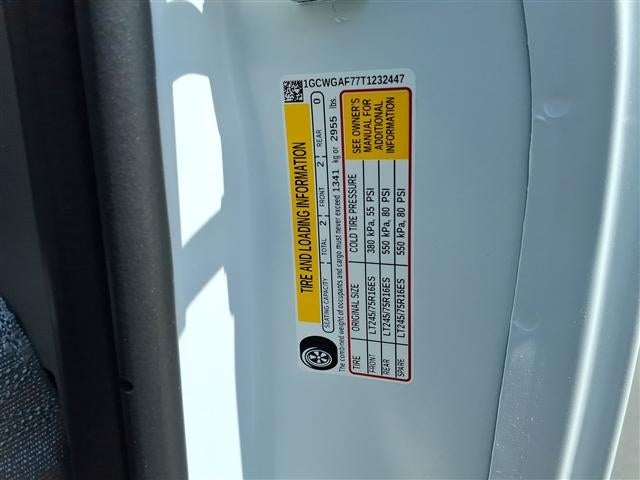 1GCWGAF77T1232447
TIRE AND LOADING INFORMATION
SEATING CAPACITY TOTAL 2 FRONT 2 REAR 0
The combined weight of occupants and cargo must never exceed 1341 kg or 2955 lbs.
TIRE ORIGINAL SIZE COLD TIRE PRESSURE
FRONT LT245/75R16ES 380 kPa, 55 PSI
REAR LT245/75R16ES 550 kPa, 80 PSI
SPARE LT245/75R16ES 550 kPa, 80 PSI
SEE OWNER'S
MANUAL FOR
ADDITIONAL
INFORMATION